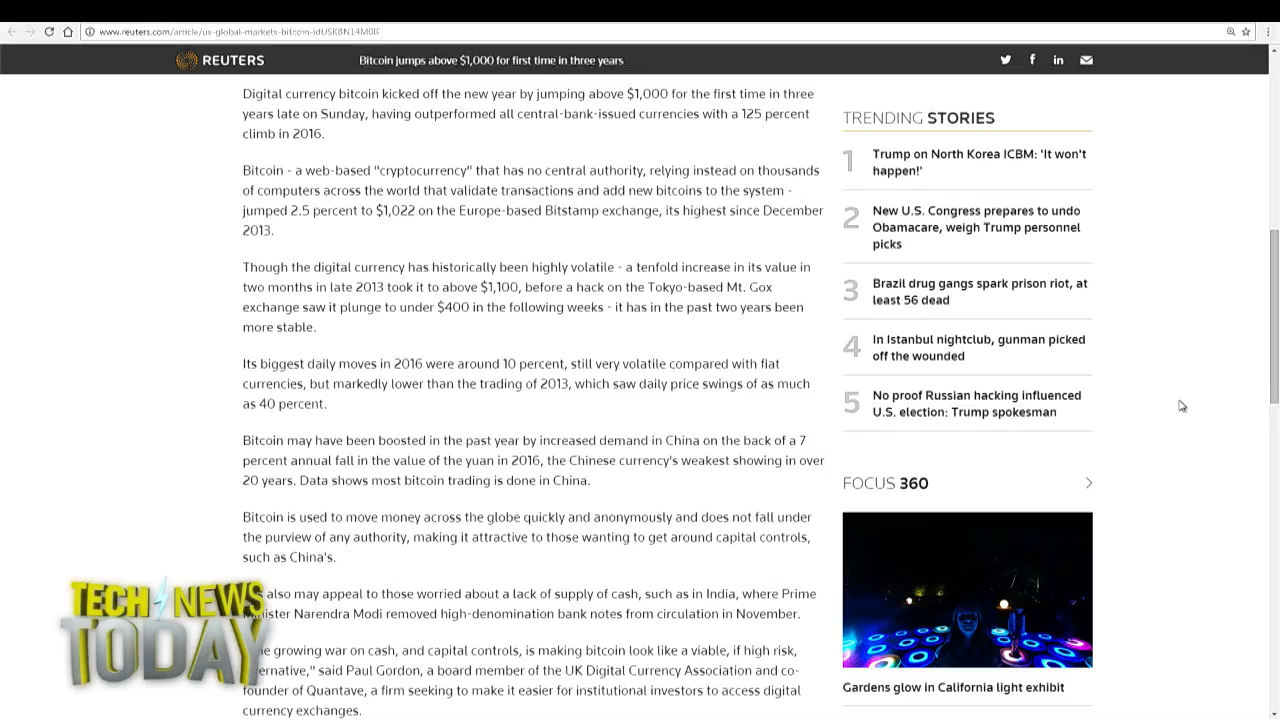 www.reuters.com/article/us-global-markets-bitcoin-idUSKBN14M0IF
REUTERS
Bitcoin jumps above $1,000 for first time in three years
Digital currency bitcoin kicked off the new year by jumping above $1,000 for the first time in three
years late on Sunday, having outperformed all central-bank-issued currencies with a 125 percent
climb in 2016.
Bitcoin - a web-based "cryptocurrency" that has no central authority, relying instead on thousands
of computers across the world that validate transactions and add new bitcoins to the system -
jumped 2.5 percent to $1,022 on the Europe-based Bitstamp exchange, its highest since December
2013.
Though the digital currency has historically been highly volatile - a tenfold increase in its value in
two months in late 2013 took it to above $1,100, before a hack on the Tokyo-based Mt. Gox
exchange saw it plunge to under $400 in the following weeks - it has in the past two years been
more stable.
Its biggest daily moves in 2016 were around 10 percent, still very volatile compared with fiat
currencies, but markedly lower than the trading of 2013, which saw daily price swings of as much
as 40 percent.
Bitcoin may have been boosted in the past year by increased demand in China on the back of a 7
percent annual fall in the value of the yuan in 2016, the Chinese currency's weakest showing in over
20 years. Data shows most bitcoin trading is done in China.
Bitcoin is used to move money across the globe quickly and anonymously and does not fall under
the purview of any authority, making it attractive to those wanting to get around capital controls,
such as China's.
also may appeal to those worried about a lack of supply of cash, such as in India, where Prime
Narendra Modi removed high-denomination bank notes from circulation in November.
growing war on cash, and capital controls, is making bitcoin look like a viable, if high risk,
said Paul Gordon, a board member of the UK Digital Currency Association and co-
founder of Quantave, a firm seeking to make it easier for institutional investors to access digital
currency exchanges.
TECH NEWS
TODAY
TRENDING STORIES
1 Trump on North Korea ICBM: 'It won't
happen!'
2 New U.S. Congress prepares to undo
Obamacare, weigh Trump personnel
picks
3 Brazil drug gangs spark prison riot, at
least 56 dead
4 In Istanbul nightclub, gunman picked
off the wounded
5 No proof Russian hacking influenced
U.S. election: Trump spokesman
FOCUS 360
Gardens glow in California light exhibit